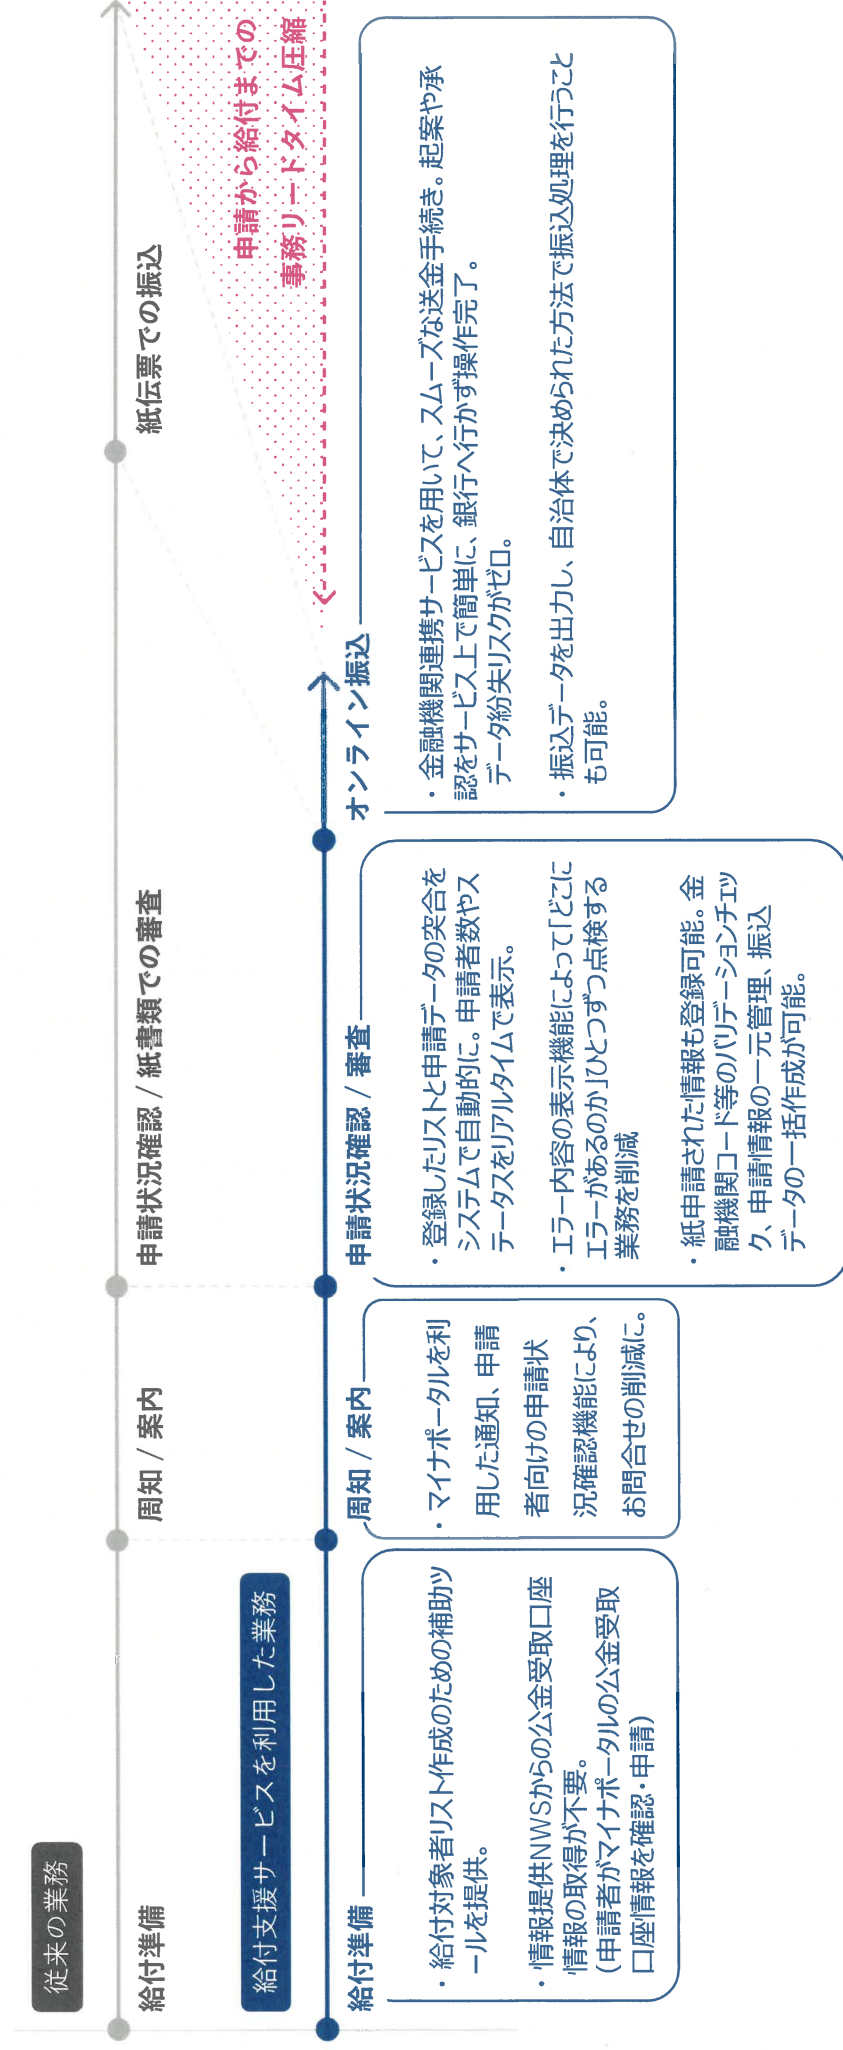 従来の業務
給付準備
周知 / 案内
申請状況確認 / 紙書類での審査
紙伝票での振込
申請から給付までの
事務リードタイム圧縮
給付支援サービスを利用した業務
給付準備
・給付対象者リスト作成のための補助ツ
ールを提供。
・情報提供NWSからの公金受取口座
情報の取得が不要。
（申請者がマイナポータルの公金受取
口座情報を確認・申請）
周知 / 案内
・マイナポータルを利
用した通知、申請
者向けの申請状
況確認機能により、
お問合せの削減に。
申請状況確認 / 審査
・登録したリストと申請データの突合を
システムで自動的に。申請者数やス
テータスをリアルタイムで表示。
・エラー内容の表示機能によって「どこに
エラーがあるのか」ひとつずつ点検する
業務を削減
・紙申請された情報も登録可能。金
融機関コード等のバリデーションチェッ
ク、申請情報の一元管理、振込
データの一括作成が可能。
オンライン振込
・金融機関連携サービスを用いて、スムーズな送金手続き。起案や承
認をサービス上で簡単に、銀行へ行かず操作完了。
データ紛失リスクがゼロ。
・振込データを出力し、自治体で決められた方法で振込処理を行うこと
も可能。